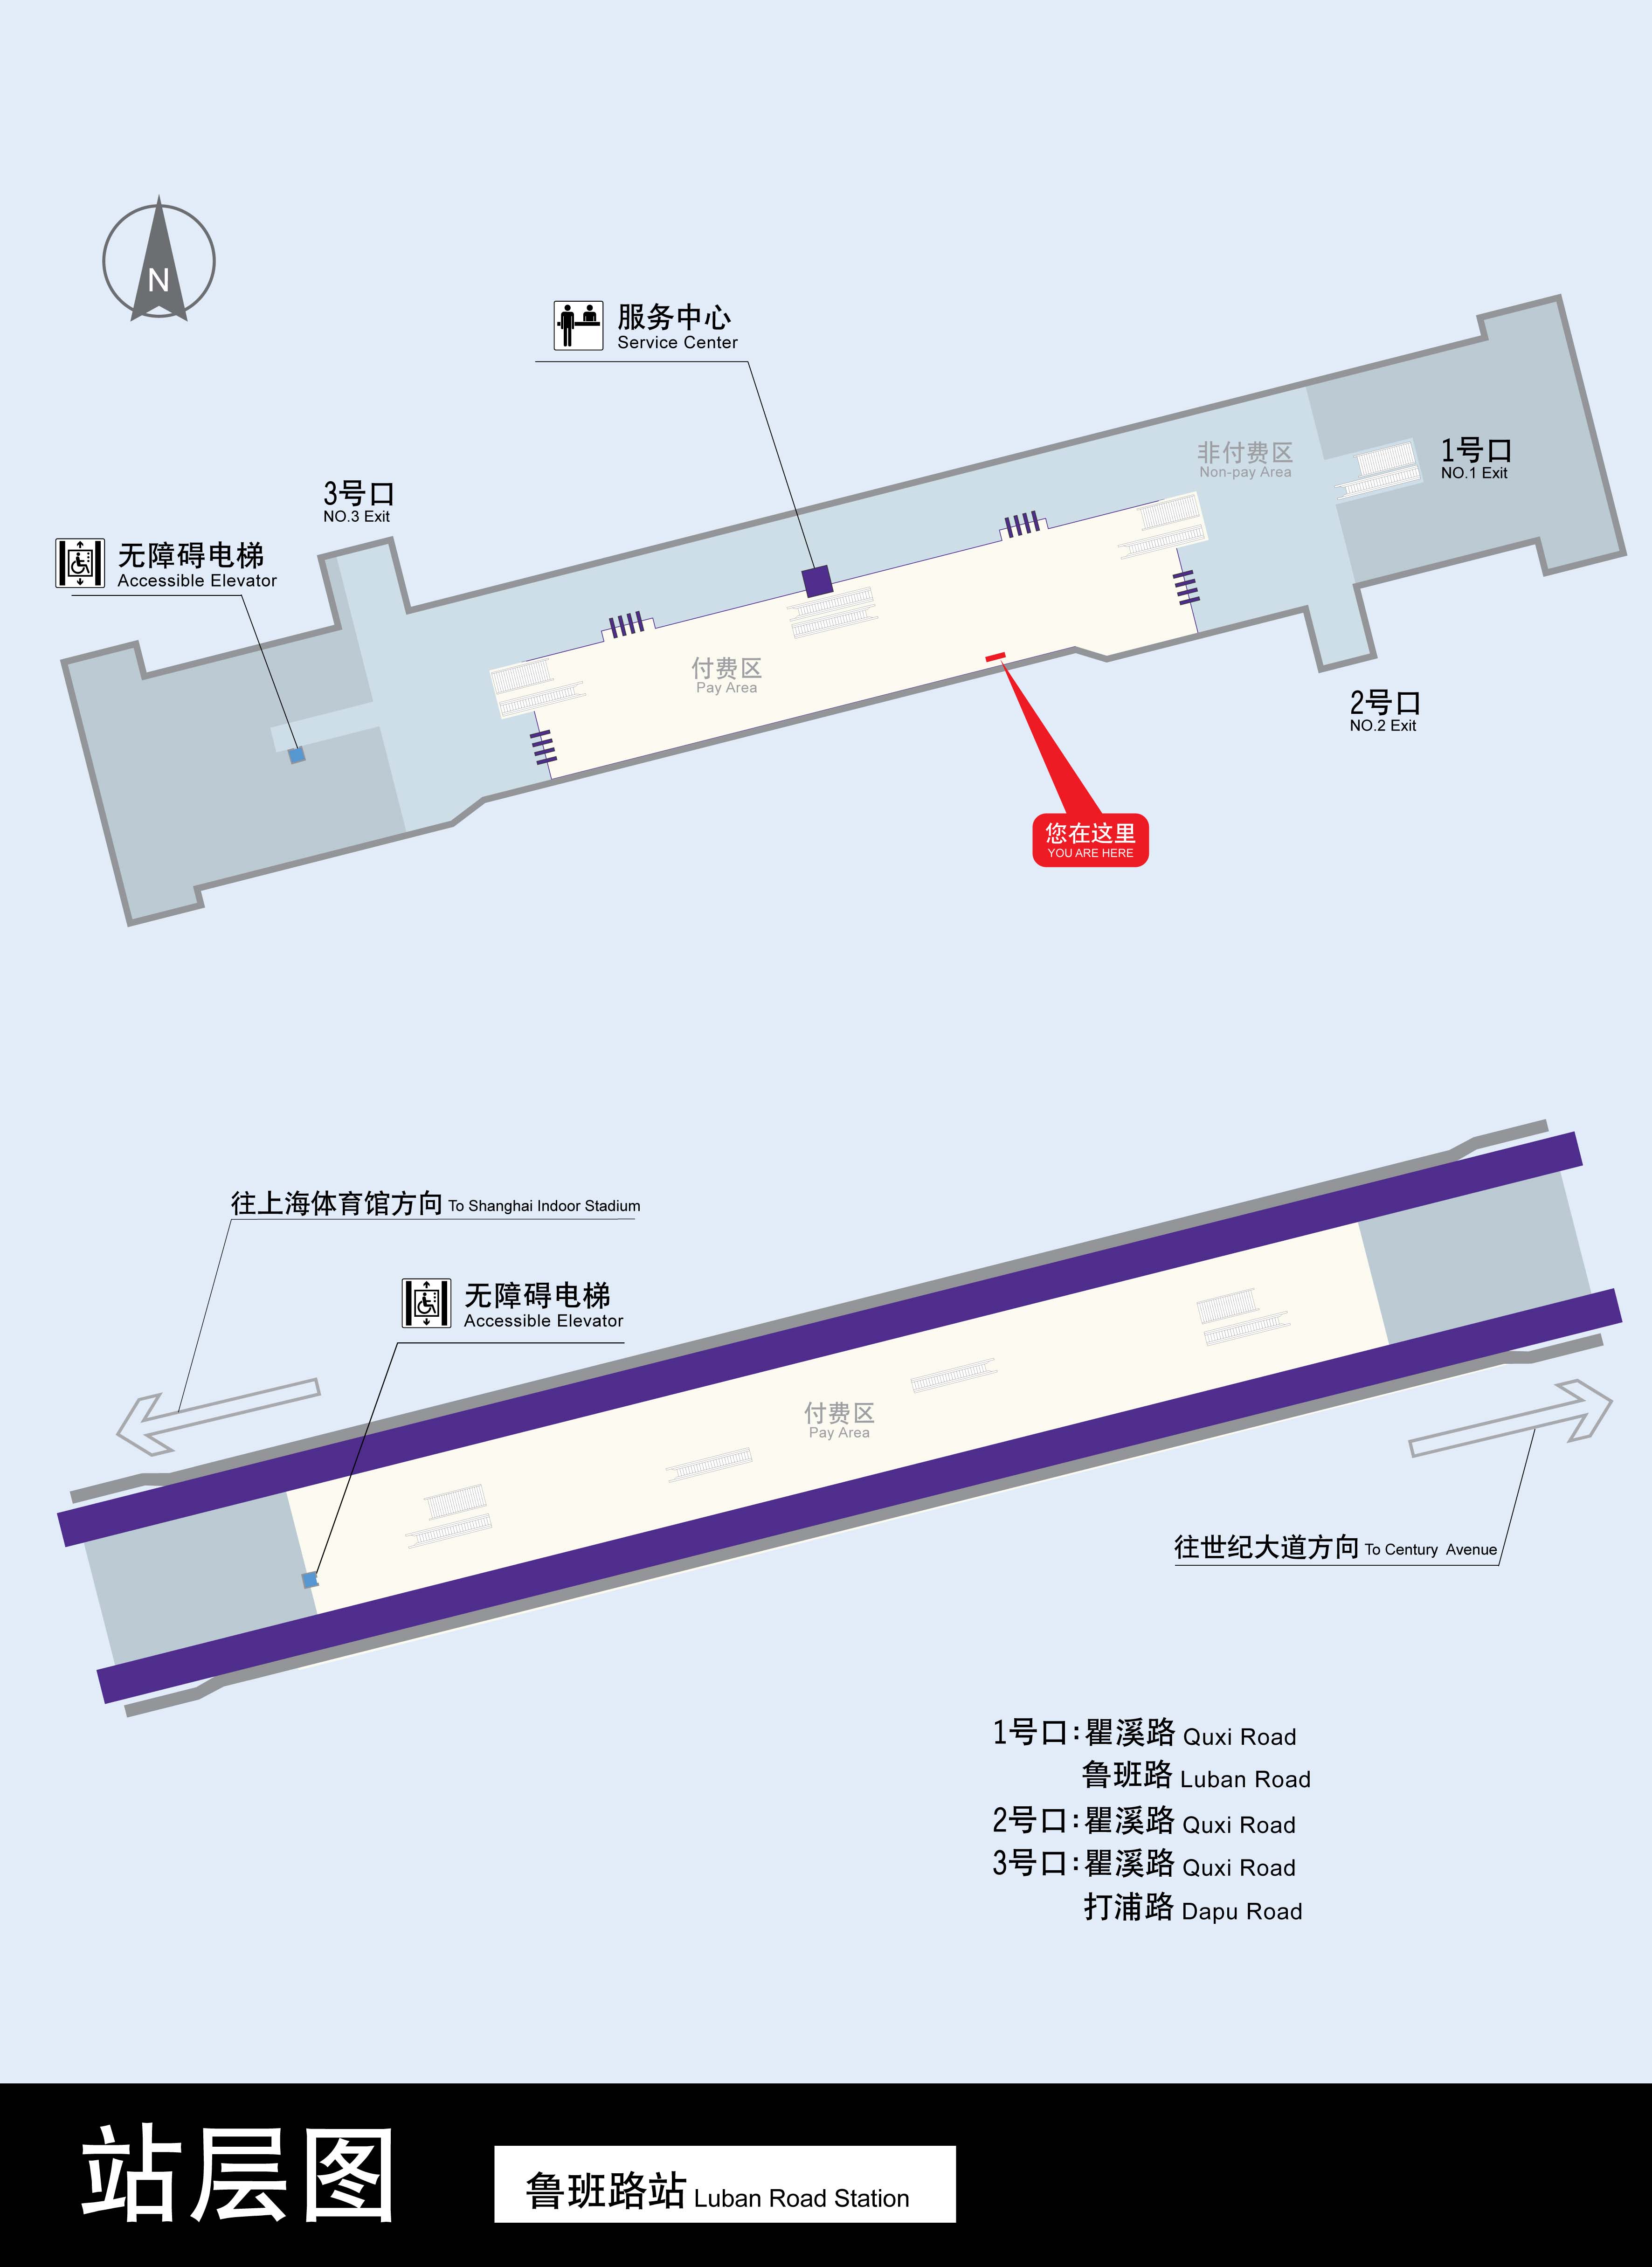 N
服务中心
Service Center
非付费区
Non-pay Area
1号口
NO.1 Exit
3号口
NO.3 Exit
无障碍电梯
Accessible Elevator
付费区
Pay Area
2号口
NO.2 Exit
您在这里
YOU ARE HERE
往上海体育馆方向 To Shanghai Indoor Stadium
无障碍电梯
Accessible Elevator
付费区
Pay Area
往世纪大道方向 To Century Avenue
1号口:瞿溪路 Quxi Road
鲁班路 Luban Road
2号口:瞿溪路 Quxi Road
3号口:瞿溪路 Quxi Road
打浦路 Dapu Road
站层图
鲁班路站 Luban Road Station